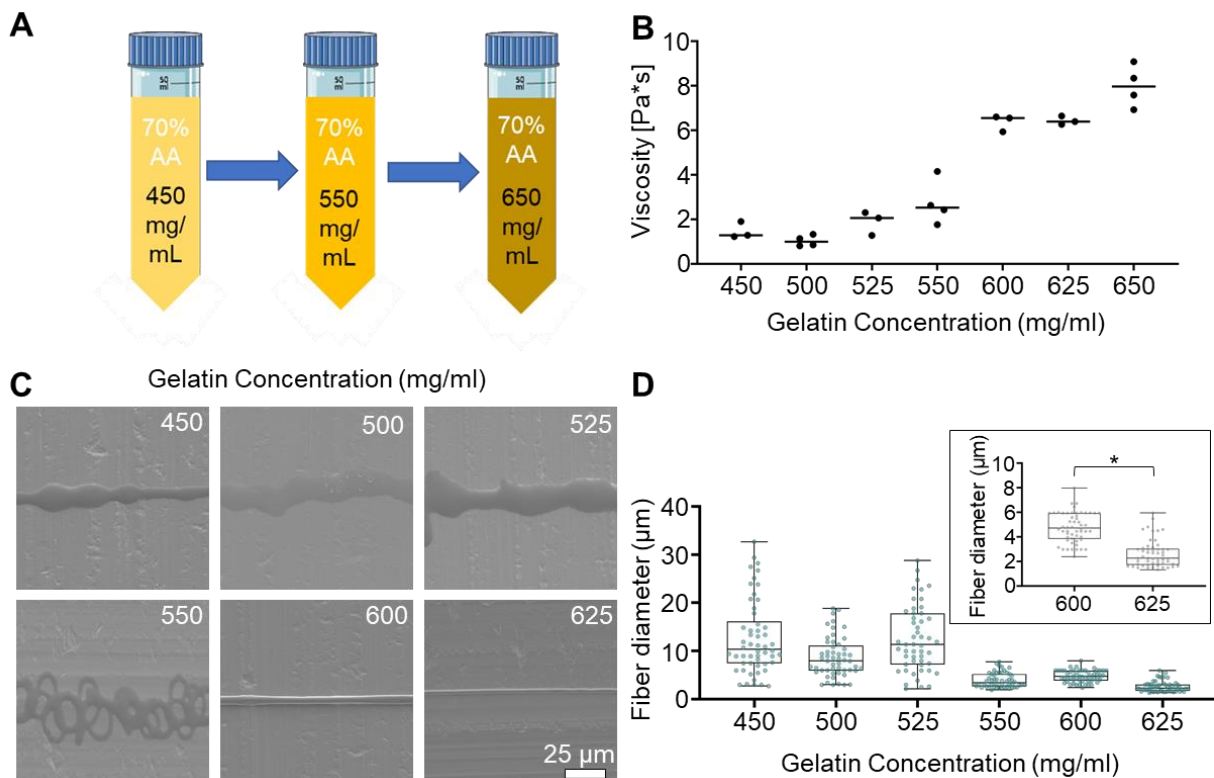 A
50
ml
70%
AA
450
mg/
mL
50
ml
70%
AA
550
mg/
mL
50
ml
70%
AA
650
mg/
mL
B
Viscosity [Pa*s]
10
8
6
4
2
0
450 500 525 550 600 625 650
Gelatin Concentration (mg/ml)
C
Gelatin Concentration (mg/ml)
450 500 525
550 600 625
25 µm
D
Fiber diameter (µm)
40
30
20
10
0
450 500 525 550 600 625
Gelatin Concentration (mg/ml)
Fiber diameter (µm)
10
8
6
4
2
0
*
600 625